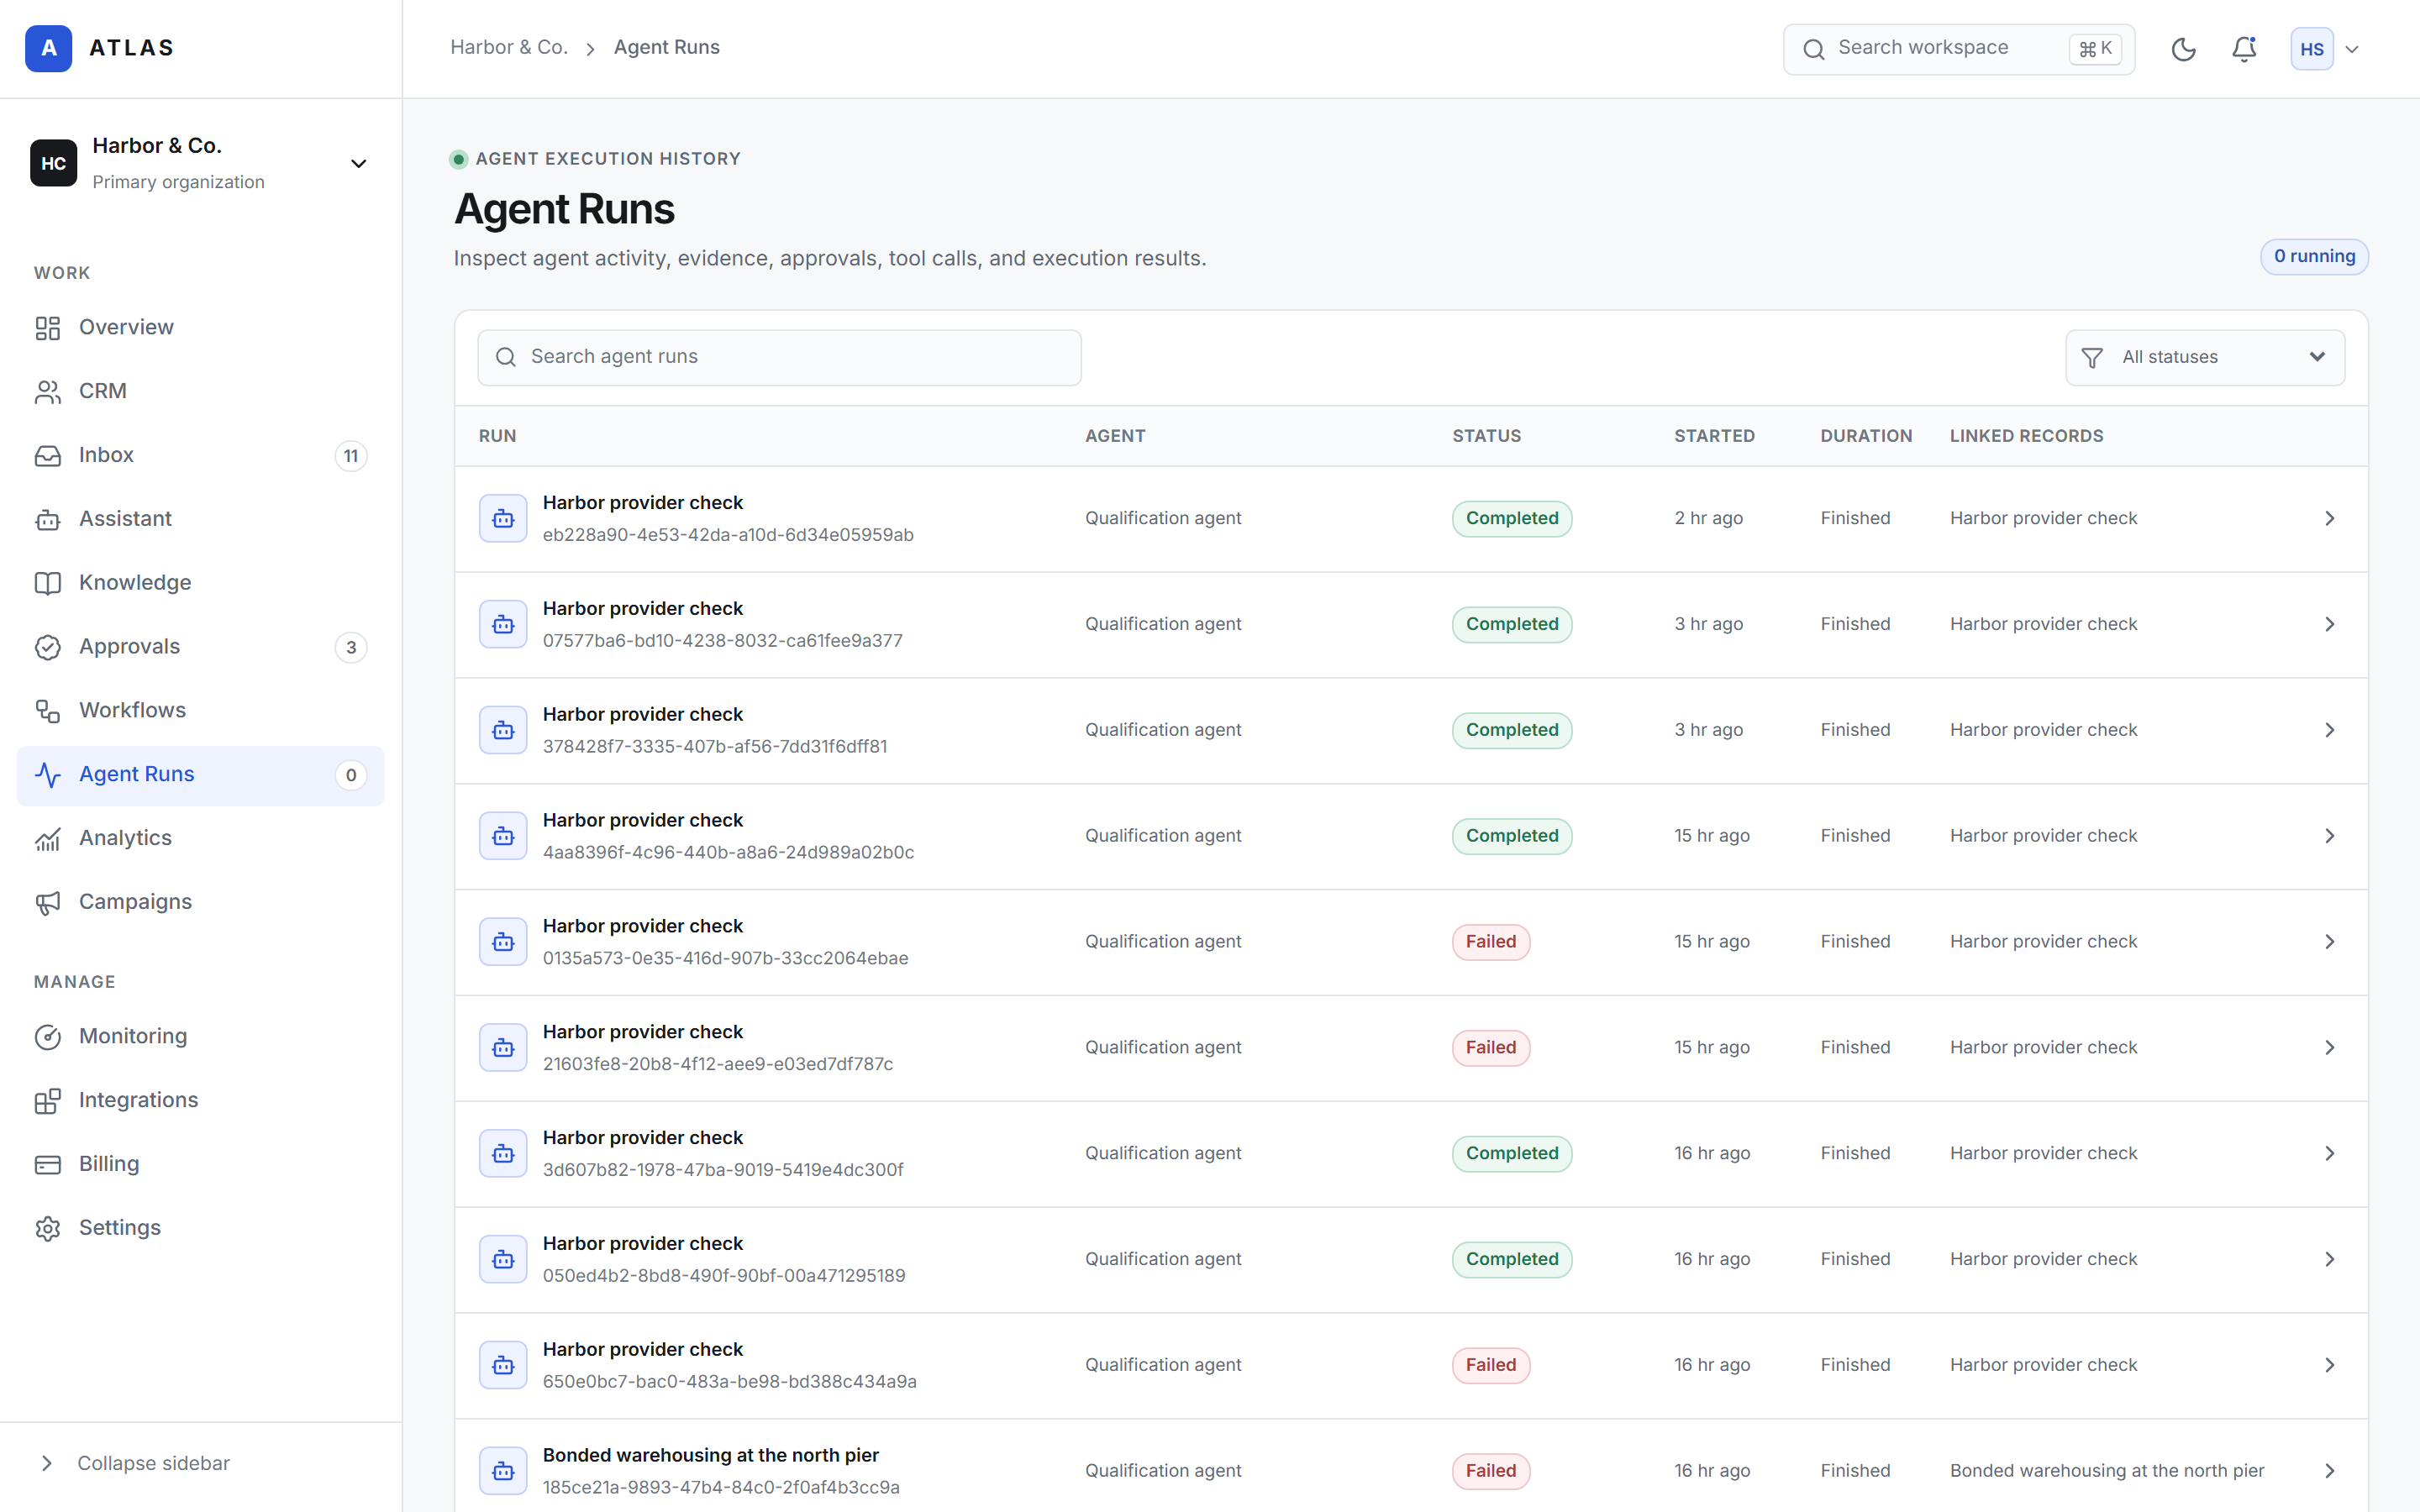 A ATLAS
Harbor & Co. > Agent Runs
Search workspace ⌘ K
HS
HC Harbor & Co.
Primary organization
WORK
Overview
CRM
Inbox 11
Assistant
Knowledge
Approvals 3
Workflows
Agent Runs 0
Analytics
Campaigns
MANAGE
Monitoring
Integrations
Billing
Settings
Collapse sidebar
AGENT EXECUTION HISTORY
Agent Runs
Inspect agent activity, evidence, approvals, tool calls, and execution results.
0 running
Search agent runs
All statuses
RUN AGENT STATUS STARTED DURATION LINKED RECORDS
Harbor provider check
eb228a90-4e53-42da-a10d-6d34e05959ab
Qualification agent Completed 2 hr ago Finished Harbor provider check
Harbor provider check
07577ba6-bd10-4238-8032-ca61fee9a377
Qualification agent Completed 3 hr ago Finished Harbor provider check
Harbor provider check
378428f7-3335-407b-af56-7dd31f6dff81
Qualification agent Completed 3 hr ago Finished Harbor provider check
Harbor provider check
4aa8396f-4c96-440b-a8a6-24d989a02b0c
Qualification agent Completed 15 hr ago Finished Harbor provider check
Harbor provider check
0135a573-0e35-416d-907b-33cc2064ebae
Qualification agent Failed 15 hr ago Finished Harbor provider check
Harbor provider check
21603fe8-20b8-4f12-aee9-e03ed7df787c
Qualification agent Failed 15 hr ago Finished Harbor provider check
Harbor provider check
3d607b82-1978-47ba-9019-5419e4dc300f
Qualification agent Completed 16 hr ago Finished Harbor provider check
Harbor provider check
050ed4b2-8bd8-490f-90bf-00a471295189
Qualification agent Completed 16 hr ago Finished Harbor provider check
Harbor provider check
650e0bc7-bac0-483a-be98-bd388c434a9a
Qualification agent Failed 16 hr ago Finished Harbor provider check
Bonded warehousing at the north pier
185ce21a-9893-47b4-84c0-2f0af4b3cc9a
Qualification agent Failed 16 hr ago Finished Bonded warehousing at the north pier